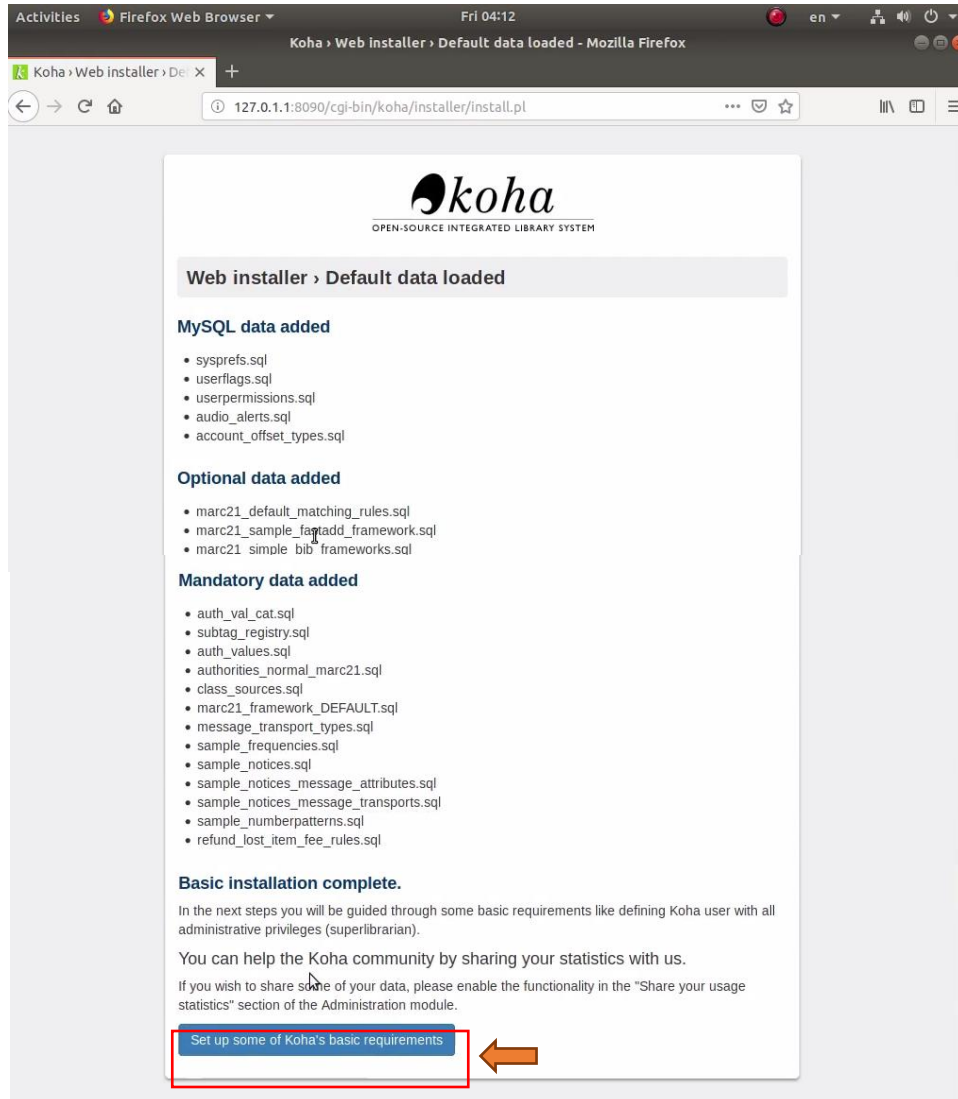 Activities Firefox Web Browser Fri 04:12 en
Koha › Web installer › Default data loaded - Mozilla Firefox
Koha › Web installer › De
127.0.1.1:8090/cgi-bin/koha/installer/install.pl
koha
OPEN-SOURCE INTEGRATED LIBRARY SYSTEM
Web installer › Default data loaded
MySQL data added
• sysprefs.sql
• userflags.sql
• userpermissions.sql
• audio_alerts.sql
• account_offset_types.sql
Optional data added
• marc21_default_matching_rules.sql
• marc21_sample_fastadd_framework.sql
• marc21_simple_bib_frameworks.sql
Mandatory data added
• auth_val_cat.sql
• subtag_registry.sql
• auth_values.sql
• authorities_normal_marc21.sql
• class_sources.sql
• marc21_framework_DEFAULT.sql
• message_transport_types.sql
• sample_frequencies.sql
• sample_notices.sql
• sample_notices_message_attributes.sql
• sample_notices_message_transports.sql
• sample_numberpatterns.sql
• refund_lost_item_fee_rules.sql
Basic installation complete.
In the next steps you will be guided through some basic requirements like defining Koha user with all
administrative privileges (superlibrarian).
You can help the Koha community by sharing your statistics with us.
If you wish to share some of your data, please enable the functionality in the "Share your usage
statistics" section of the Administration module.
Set up some of Koha's basic requirements